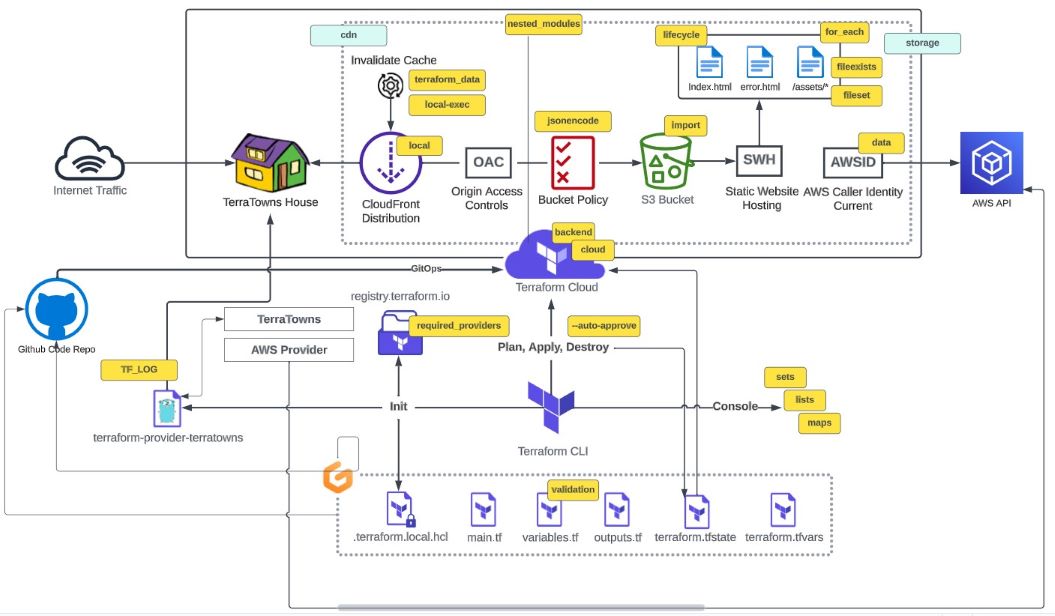 nested_modules
cdn
lifecycle
for_each
storage
Invalidate Cache
terraform_data
local-exec
fileexists
Index.html
error.html
/assets/*
fileset
jsonencode
import
local
data
OAC
SWH
AWSID
Internet Traffic
TerraTowns House
CloudFront
Distribution
Origin Access
Controls
Bucket Policy
S3 Bucket
Static Website
Hosting
AWS Caller Identity
Current
AWS API
backend
cloud
GitOps
Terraform Cloud
registry.terraform.io
TerraTowns
required_providers
--auto-approve
Github Code Repo
AWS Provider
Plan, Apply, Destroy
TF_LOG
sets
lists
maps
Init
Console
terraform-provider-terratowns
Terraform CLI
validation
.terraform.local.hcl
main.tf
variables.tf
outputs.tf
terraform.tfstate
terraform.tfvars